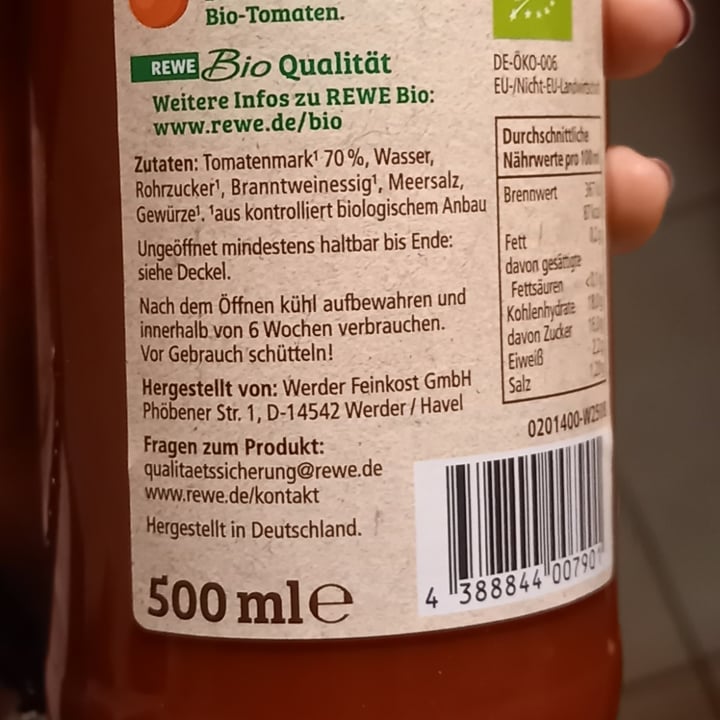 Bio-Tomaten.
REWE Bio Qualität
Weitere Infos zu REWE Bio:
www.rewe.de/bio
Zutaten: Tomatenmark¹ 70 %, Wasser,
Rohrzucker¹, Branntweinessig¹, Meersalz,
Gewürze¹. ¹aus kontrolliert biologischem Anbau
Ungeöffnet mindestens haltbar bis Ende:
siehe Deckel.
Nach dem Öffnen kühl aufbewahren und
innerhalb von 6 Wochen verbrauchen.
Vor Gebrauch schütteln!
Hergestellt von: Werder Feinkost GmbH
Phöbener Str. 1, D-14542 Werder / Havel
Fragen zum Produkt:
qualitaetssicherung@rewe.de
www.rewe.de/kontakt
Hergestellt in Deutschland.
500 ml e
DE-ÖKO-006
EU-/Nicht-EU-Landwirtschaft
Durchschnittliche
Nährwerte pro 100 ml
Brennwert
Fett
davon gesättigte
Fettsäuren
Kohlenhydrate
davon Zucker
Eiweiß
Salz
4 388844 00790